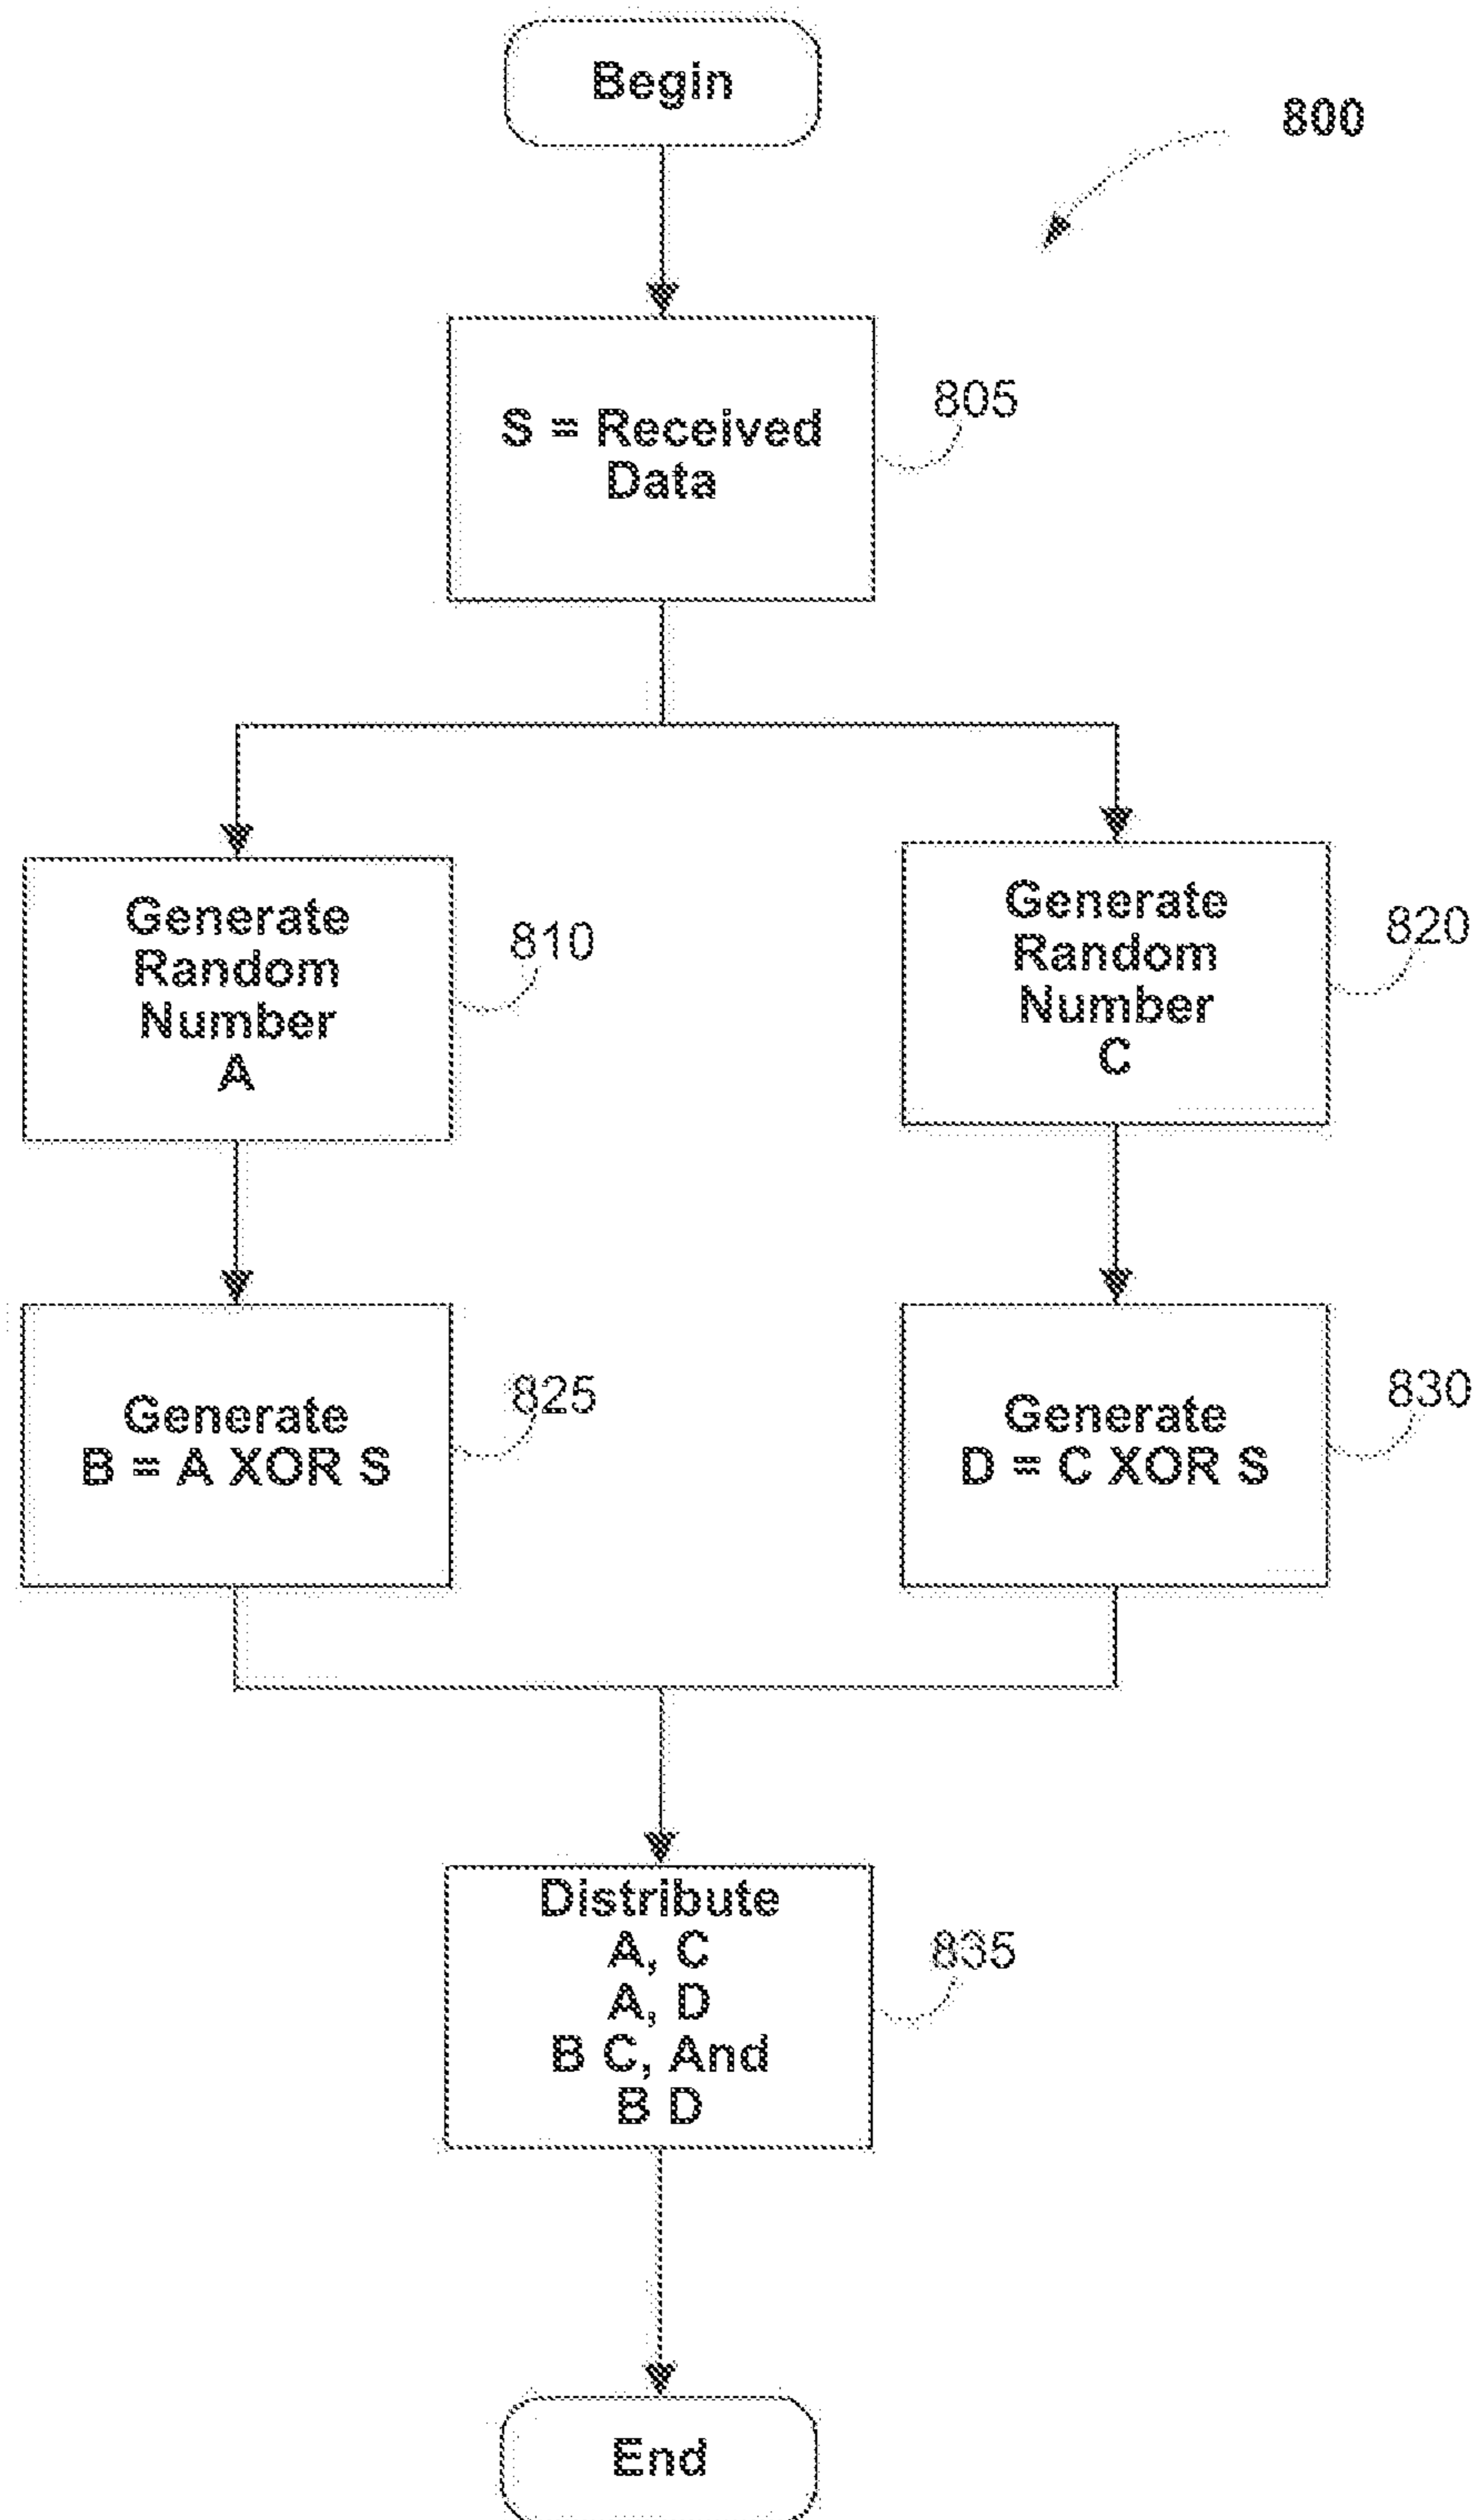 Begin
800
S = Received
Data
805
Generate
Random
Number
A
810
Generate
Random
Number
C
820
Generate
B = A XOR S
825
Generate
D = C XOR S
830
Distribute
A, C
A, D
B C, And
B D
835
End